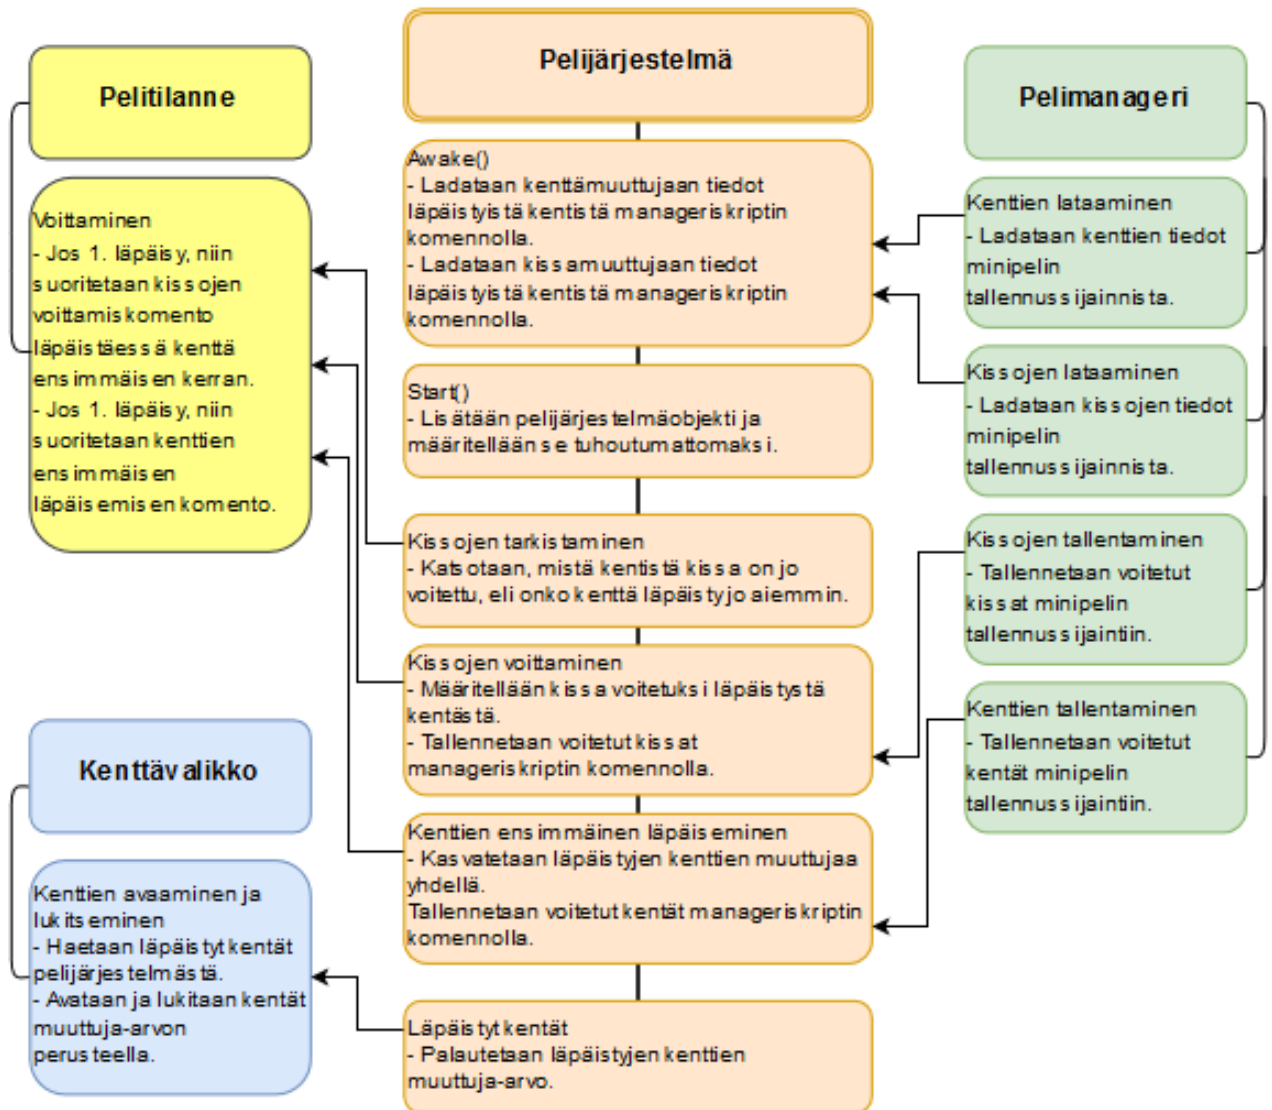 Pelitilanne
Voittaminen
- Jos 1. läpäisy, niin
suoritetaan kissojen
voittamiskomento
läpäistäessä kenttä
ensimmäisen kerran.
- Jos 1. läpäisy, niin
suoritetaan kenttien
ensimmäisen
läpäisemisen komento.
Kenttävalikko
Kenttien avaaminen ja
lukitseminen
- Haetaan läpäistyt kentät
pelijärjestelmästä.
- Avataan ja lukitaan kentät
muuttuja-arvon
perusteella.
Pelijärjestelmä
Awake()
- Ladataan kenttämuuttujaan tiedot
läpäistyistä kentistä manageriskriptin
komennolla.
- Ladataan kissamuuttujaan tiedot
läpäistyistä kentistä manageriskriptin
komennolla.
Start()
- Lisätään pelijärjestelmäobjekti ja
määritellään se tuhoutumattomaksi.
Kissojen tarkistaminen
- Katsotaan, mistä kentistä kissa on jo
voitettu, eli onko kenttä läpäisty jo aiemmin.
Kissojen voittaminen
- Määritellään kissa voitetuksi läpäistystä
kentästä.
- Tallennetaan voitetut kissat
manageriskriptin komennolla.
Kenttien ensimmäinen läpäiseminen
- Kasvatetaan läpäistyjen kenttien muuttujaa
yhdellä.
Tallennetaan voitetut kentät manageriskriptin
komennolla.
Läpäistyt kentät
- Palautetaan läpäistyjen kenttien
muuttuja-arvo.
Pelimanageri
Kenttien lataaminen
- Ladataan kenttien tiedot
minipelin
tallennussijainnista.
Kissojen lataaminen
- Ladataan kissojen tiedot
minipelin
tallennussijainnista.
Kissojen tallentaminen
- Tallennetaan voitetut
kissat minipelin
tallennussijaintiin.
Kenttien tallentaminen
- Tallennetaan voitetut
kentät minipelin
tallennussijaintiin.